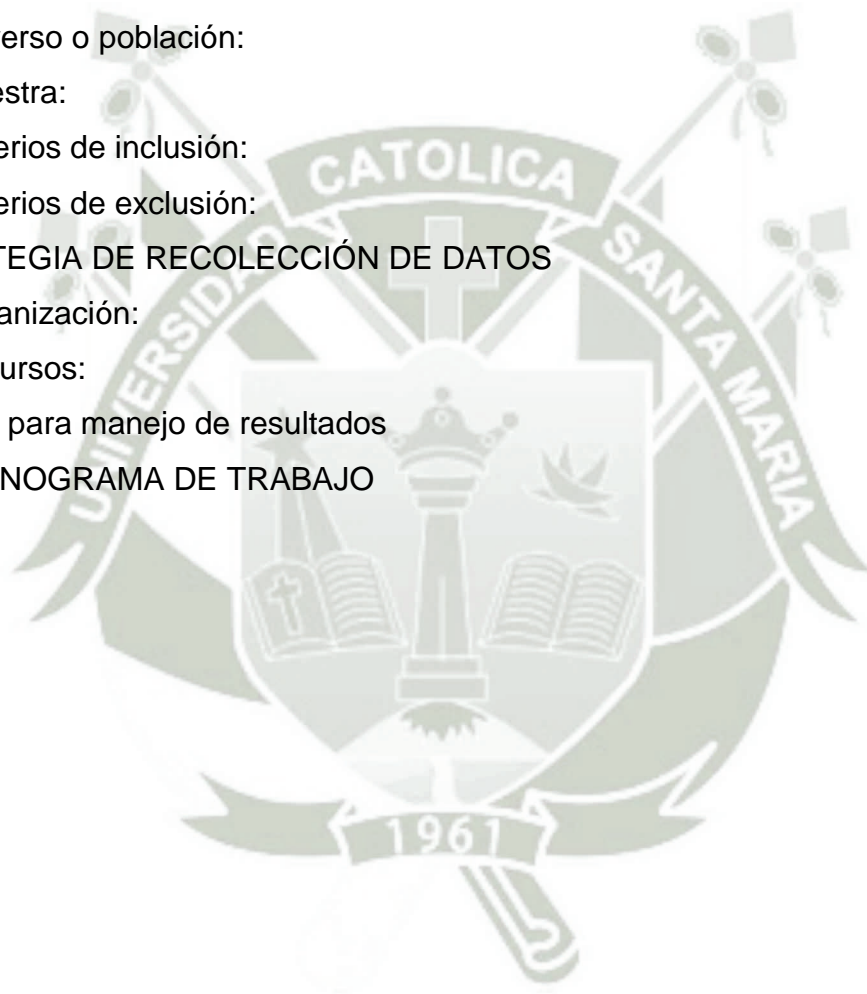 erso o población:
estra:
erios de inclusión:
erios de exclusión:
TEGIA DE RECOLECCIÓN DE DATOS
anización:
ursos:
para manejo de resultados
NOGRAMA DE TRABAJO
UNIVERSIDAD CATOLICA SANTA MARIA
1961